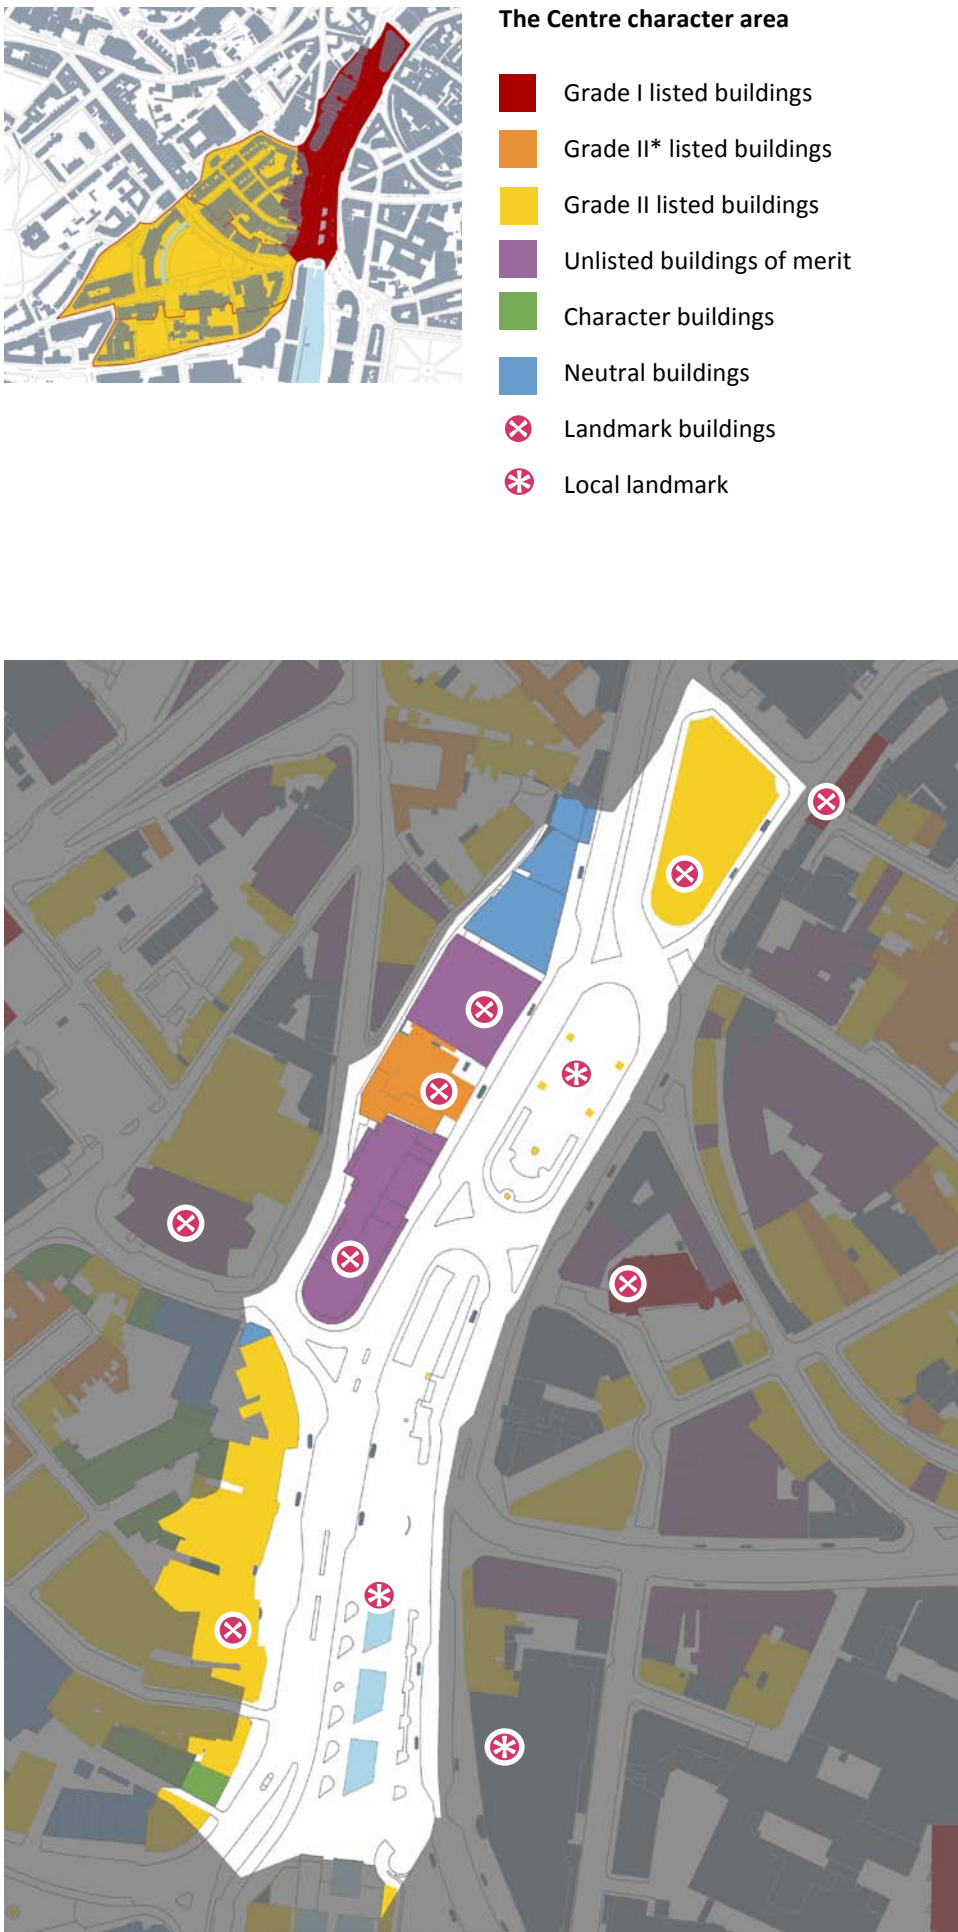 The Centre character area
Grade I listed buildings
Grade II* listed buildings
Grade II listed buildings
Unlisted buildings of merit
Character buildings
Neutral buildings
Landmark buildings
Local landmark